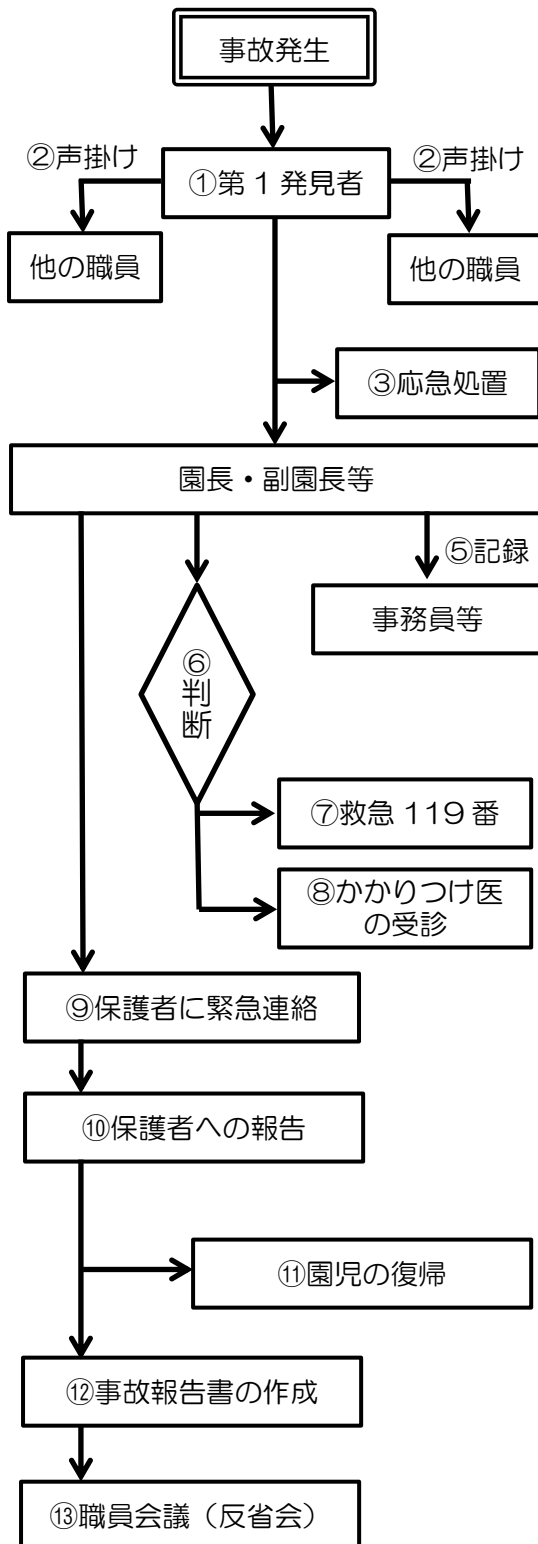 事故発生
②声掛け
②声掛け
①第1発見者
他の職員
他の職員
③応急処置
園長・副園長等
⑤記録
事務員等
⑥判断
⑦救急119番
⑧かかりつけ医
の受診
⑨保護者に緊急連絡
⑩保護者への報告
⑪園児の復帰
⑫事故報告書の作成
⑬職員会議（反省会）